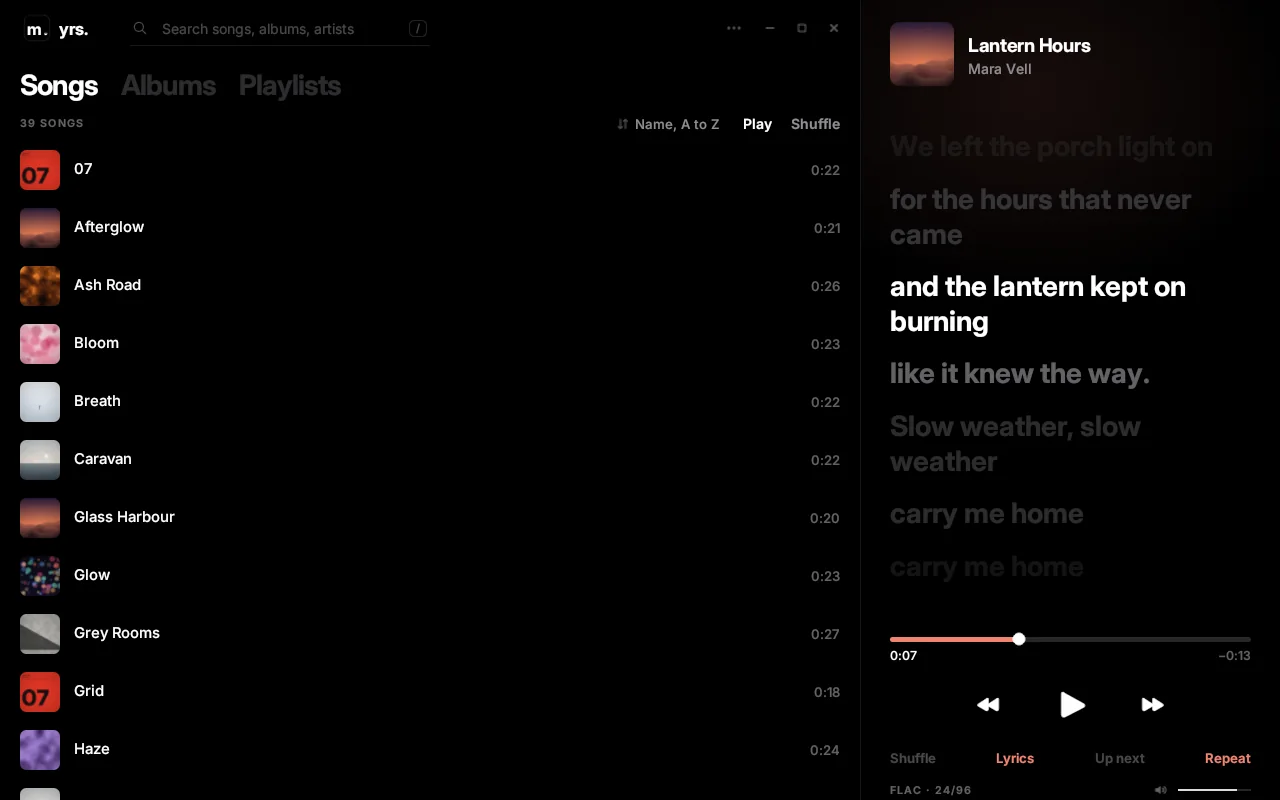 m. yrs.
Search songs, albums, artists /
Songs Albums Playlists
39 SONGS
Name, A to Z Play Shuffle
07 07 0:22
Afterglow 0:21
Ash Road 0:26
Bloom 0:23
Breath 0:22
Caravan 0:22
Glass Harbour 0:20
Glow 0:23
Grey Rooms 0:27
07 Grid 0:18
Haze 0:24
Lantern Hours
Mara Vell
We left the porch light on
for the hours that never
came
and the lantern kept on
burning
like it knew the way.
Slow weather, slow
weather
carry me home
carry me home
0:07 −0:13
Shuffle Lyrics Up next Repeat
FLAC · 24/96